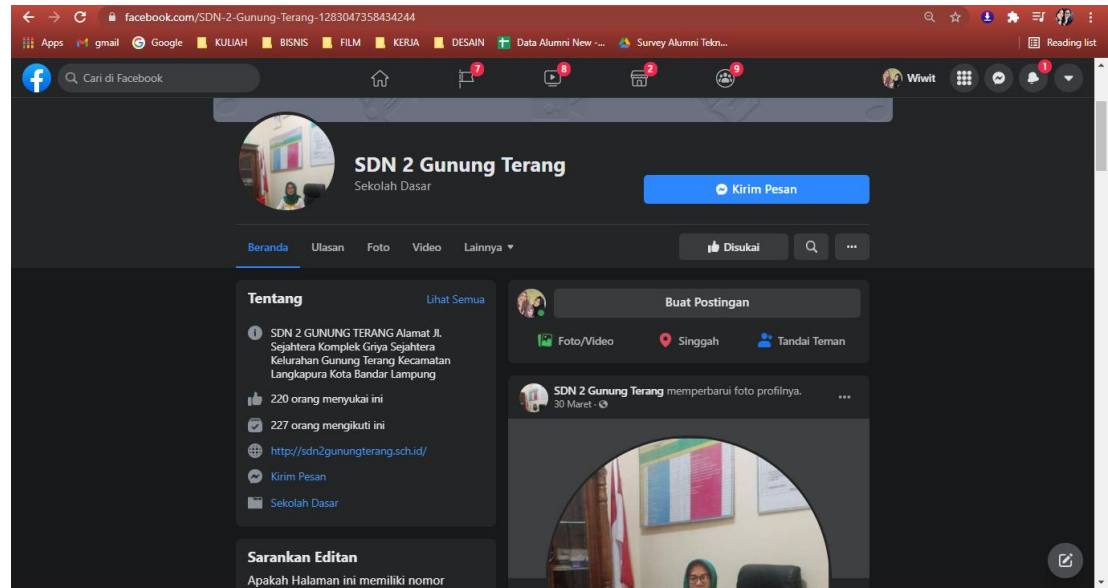 facebook.com/SDN-2-Gunung-Terang-1283047358434244
Apps gmail Google KULIAH BISNIS FILM KERJA DESAIN Data Alumni New -... Survey Alumni Tekn... Reading list
Cari di Facebook 7 8 2 9 Wiwit 1
SDN 2 Gunung Terang
Sekolah Dasar
Kirim Pesan
Beranda Ulasan Foto Video Lainnya Disukai
Tentang Lihat Semua
SDN 2 GUNUNG TERANG Alamat Jl.
Sejahtera Komplek Griya Sejahtera
Kelurahan Gunung Terang Kecamatan
Langkapura Kota Bandar Lampung
220 orang menyukai ini
227 orang mengikuti ini
http://sdn2gunungterang.sch.id/
Kirim Pesan
Sekolah Dasar
Sarankan Editan
Apakah Halaman ini memiliki nomor
Buat Postingan
Foto/Video Singgah Tandai Teman
SDN 2 Gunung Terang memperbarui foto profilnya.
30 Maret ·